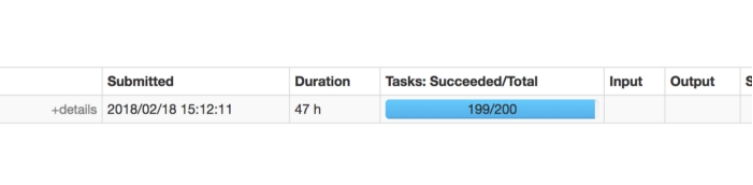 Submitted Duration Tasks: Succeeded/Total Input Output S
+details 2018/02/18 15:12:11 47 h 199/200